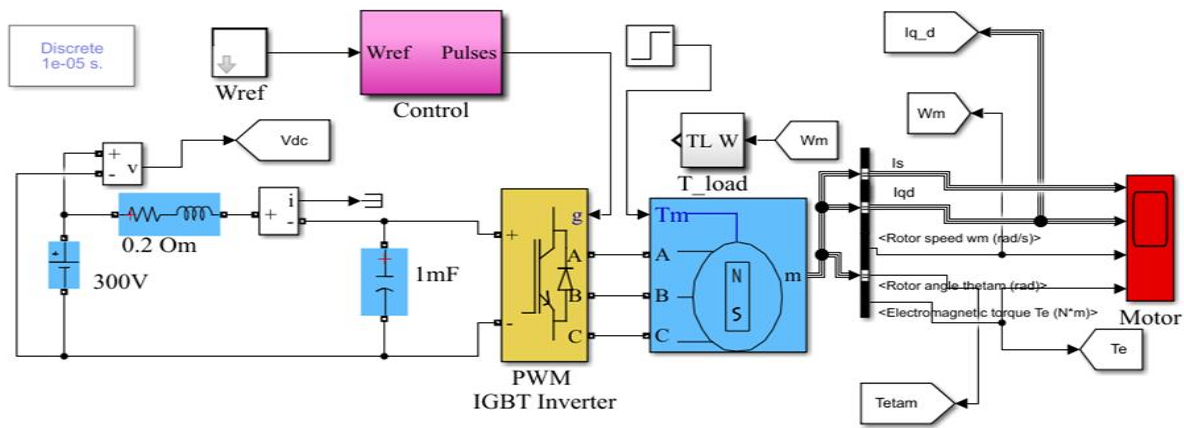 Discrete
1e-05 s.
Wref
Wref Pulses
Control
Iq_d
Wm
Vdc
+
-
v
0.2 Om
+
-
i
300V
1mF
+
-
g
A
B
C
PWM
IGBT Inverter
TL W
Wm
T_load
Tm
A
B
C
N
S
m
Is
Iqd
<Rotor speed wm (rad/s)>
<Rotor angle thetam (rad)>
<Electromagnetic torque Te (N*m)>
Motor
Te
Tetam